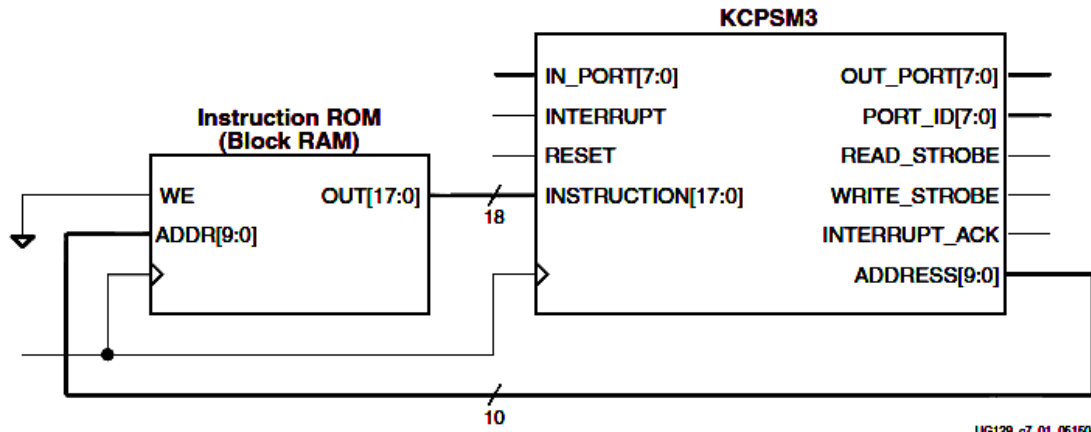 KCPSM3
IN_PORT[7:0]
OUT_PORT[7:0]
INTERRUPT
PORT_ID[7:0]
RESET
READ_STROBE
Instruction ROM
(Block RAM)
WE
OUT[17:0]
18
INSTRUCTION[17:0]
WRITE_STROBE
ADDR[9:0]
INTERRUPT_ACK
ADDRESS[9:0]
10